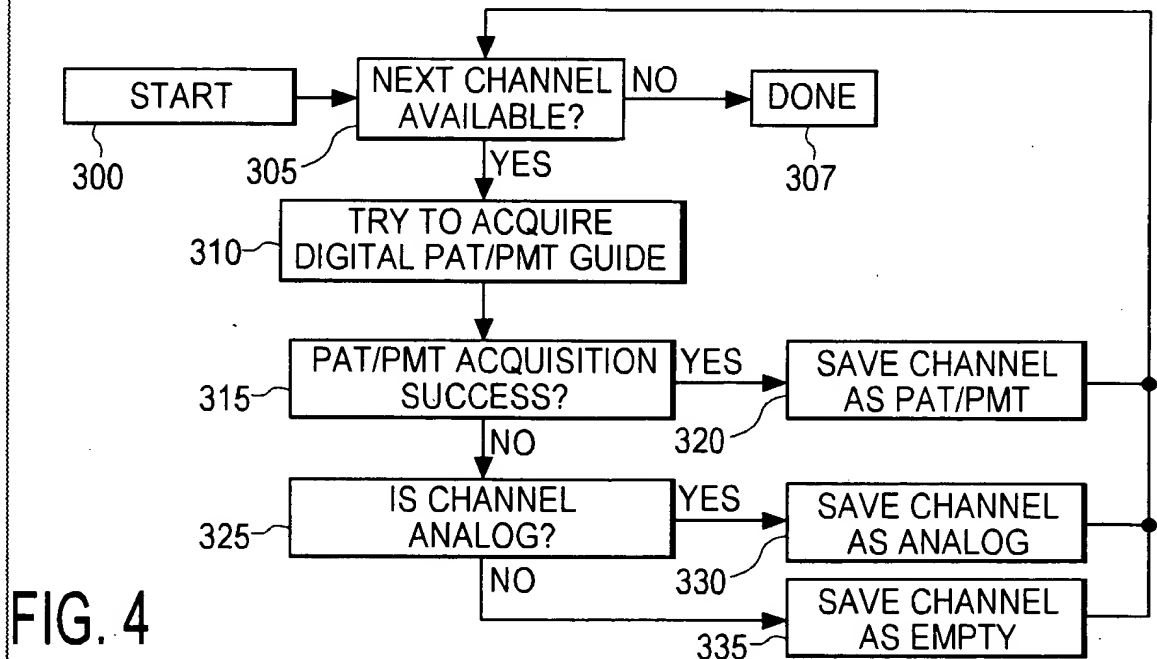 START
300
NEXT CHANNEL
AVAILABLE?
305
NO
DONE
307
YES
TRY TO ACQUIRE
DIGITAL PAT/PMT GUIDE
310
PAT/PMT ACQUISITION
SUCCESS?
315
YES
SAVE CHANNEL
AS PAT/PMT
320
NO
IS CHANNEL
ANALOG?
325
YES
SAVE CHANNEL
AS ANALOG
330
NO
SAVE CHANNEL
AS EMPTY
335
FIG. 4